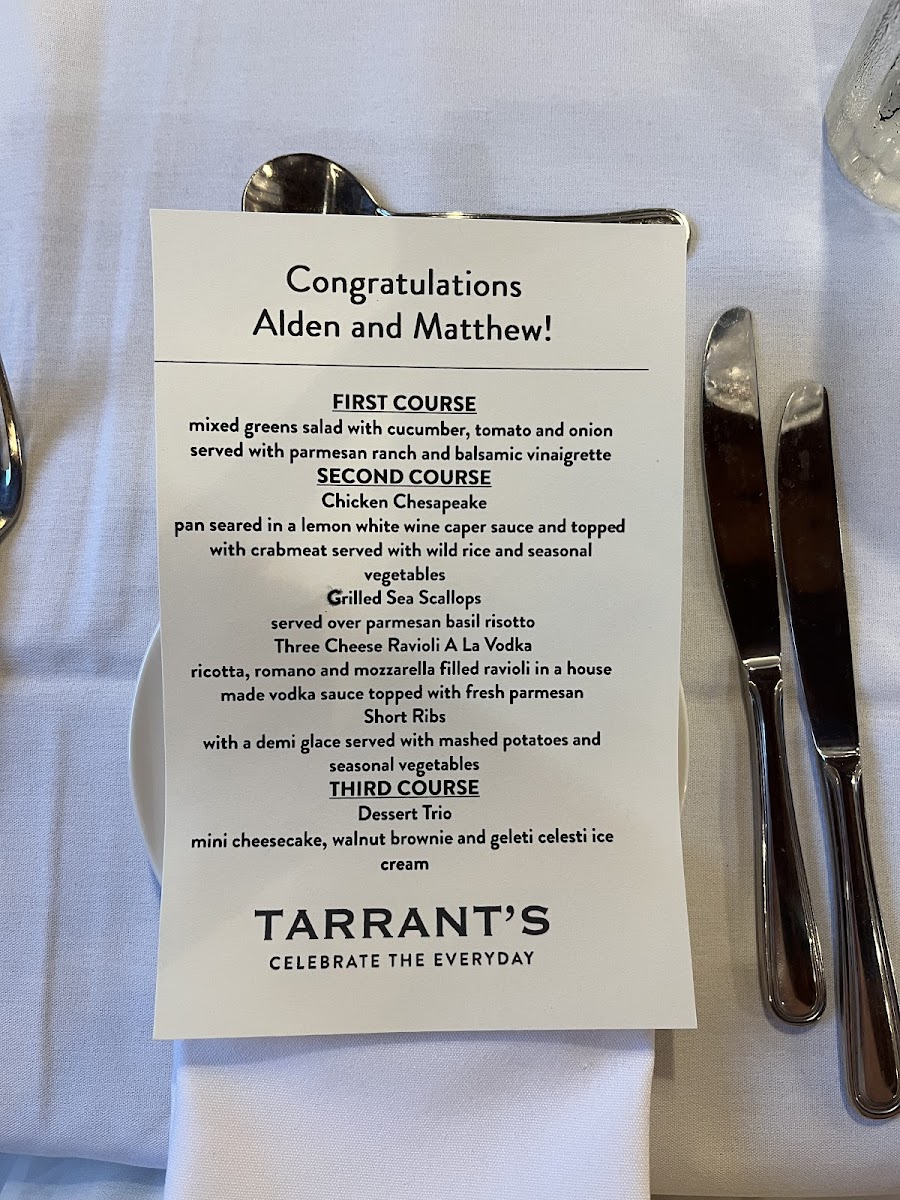 Congratulations
Alden and Matthew!
FIRST COURSE
mixed greens salad with cucumber, tomato and onion
served with parmesan ranch and balsamic vinaigrette
SECOND COURSE
Chicken Chesapeake
pan seared in a lemon white wine caper sauce and topped
with crabmeat served with wild rice and seasonal
vegetables
Grilled Sea Scallops
served over parmesan basil risotto
Three Cheese Ravioli A La Vodka
ricotta, romano and mozzarella filled ravioli in a house
made vodka sauce topped with fresh parmesan
Short Ribs
with a demi glace served with mashed potatoes and
seasonal vegetables
THIRD COURSE
Dessert Trio
mini cheesecake, walnut brownie and geleti celesti ice
cream
TARRANT'S
CELEBRATE THE EVERYDAY